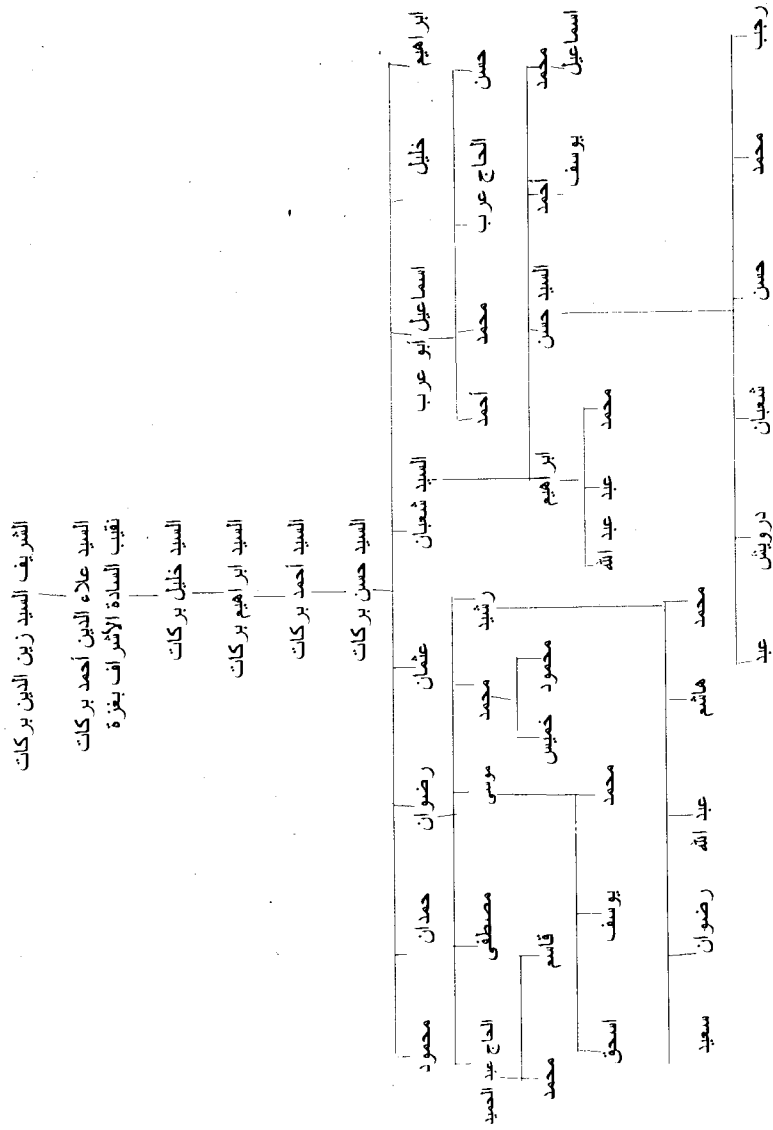 الشريف السيد زين الدين بركات
السيد علاء الدين أحمد بركات
نقيب السادة الأشراف بغزة
السيد خليل بركات
السيد ابراهيم بركات
السيد أحمد بركات
السيد حسن بركات
ابراهيم
خليل
اسماعيل أبو عرب
السيد شعبان
عثمان
رضوان
حمدان
محمود
حسن
الحاج عرب
محمد
أحمد
رشيد
محمد
موسى
مصطفى
الحاج عبد الحميد
محمد
أحمد
السيد حسن
ابراهيم
محمود
خميس
قاسم
محمد
اسماعيل
يوسف
محمد
عبد
عبد الله
محمد
يوسف
اسحق
محمد
هاشم
عبد الله
رضوان
سعيد
رجب
محمد
حسن
شعبان
درويش
عبد